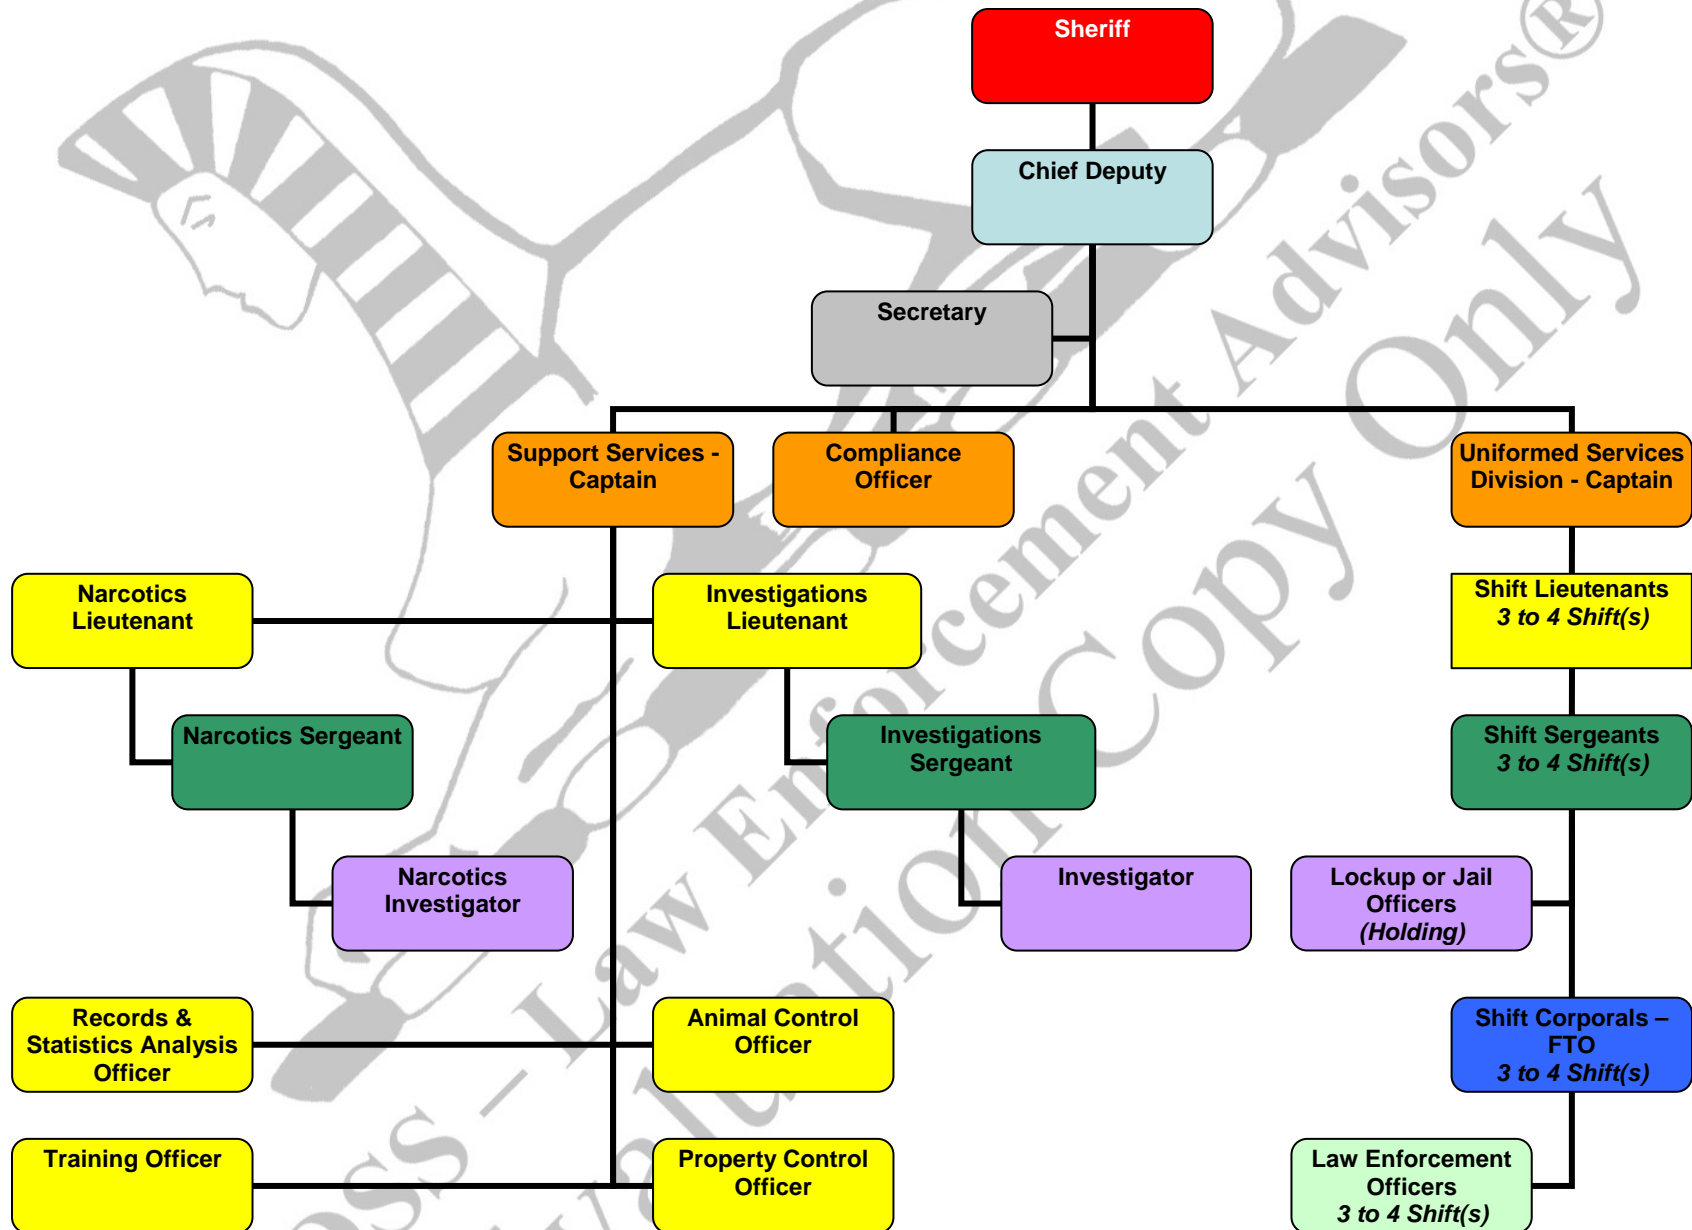 Sheriff
Chief Deputy
Secretary
Support Services -
Captain
Compliance
Officer
Uniformed Services
Division - Captain
Narcotics
Lieutenant
Investigations
Lieutenant
Shift Lieutenants
3 to 4 Shift(s)
Narcotics Sergeant
Investigations
Sergeant
Shift Sergeants
3 to 4 Shift(s)
Narcotics
Investigator
Investigator
Lockup or Jail
Officers
(Holding)
Records &
Statistics Analysis
Officer
Animal Control
Officer
Shift Corporals –
FTO
3 to 4 Shift(s)
Training Officer
Property Control
Officer
Law Enforcement
Officers
3 to 4 Shift(s)
– Law Enforcement Advisors®
Copy Only